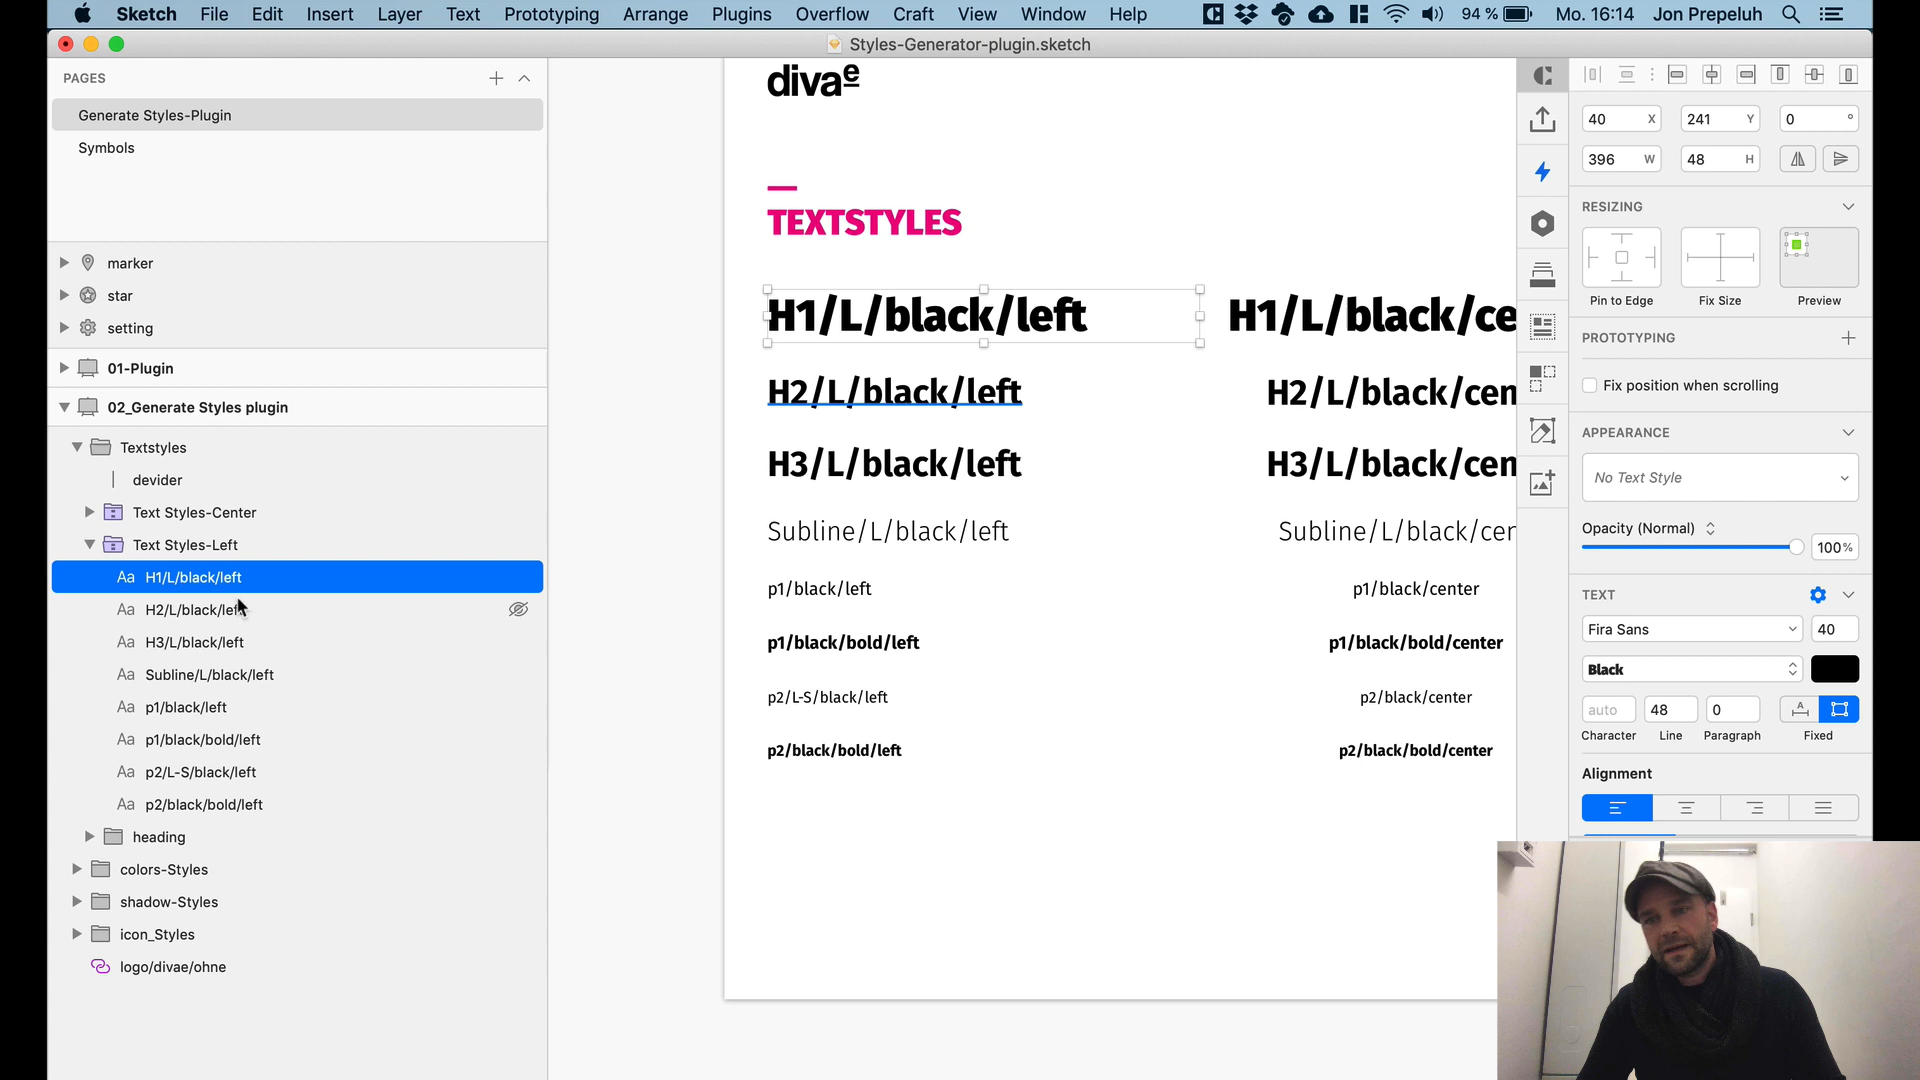 Sketch File Edit Insert Layer Text Prototyping Arrange Plugins Overflow Craft View Window Help 94 % Mo. 16:14 Jon Prepeluh
Styles-Generator-plugin.sketch
PAGES
Generate Styles-Plugin
Symbols
marker
star
setting
01-Plugin
02_Generate Styles plugin
Textstyles
devider
Text Styles-Center
Text Styles-Left
Aa H1/L/black/left
Aa H2/L/black/left
Aa H3/L/black/left
Aa Subline/L/black/left
Aa p1/black/left
Aa p1/black/bold/left
Aa p2/L-S/black/left
Aa p2/black/bold/left
heading
colors-Styles
shadow-Styles
icon_Styles
logo/divae/ohne
divae
TEXTSTYLES
H1/L/black/left H1/L/black/ce
H2/L/black/left H2/L/black/cen
H3/L/black/left H3/L/black/cen
Subline/L/black/left Subline/L/black/cer
p1/black/left p1/black/center
p1/black/bold/left p1/black/bold/center
p2/L-S/black/left p2/black/center
p2/black/bold/left p2/black/bold/center
40 X 241 Y 0 °
396 W 48 H
RESIZING
Pin to Edge Fix Size Preview
PROTOTYPING
Fix position when scrolling
APPEARANCE
No Text Style
Opacity (Normal)
100%
TEXT
Fira Sans 40
Black
auto 48 0
Character Line Paragraph Fixed
Alignment